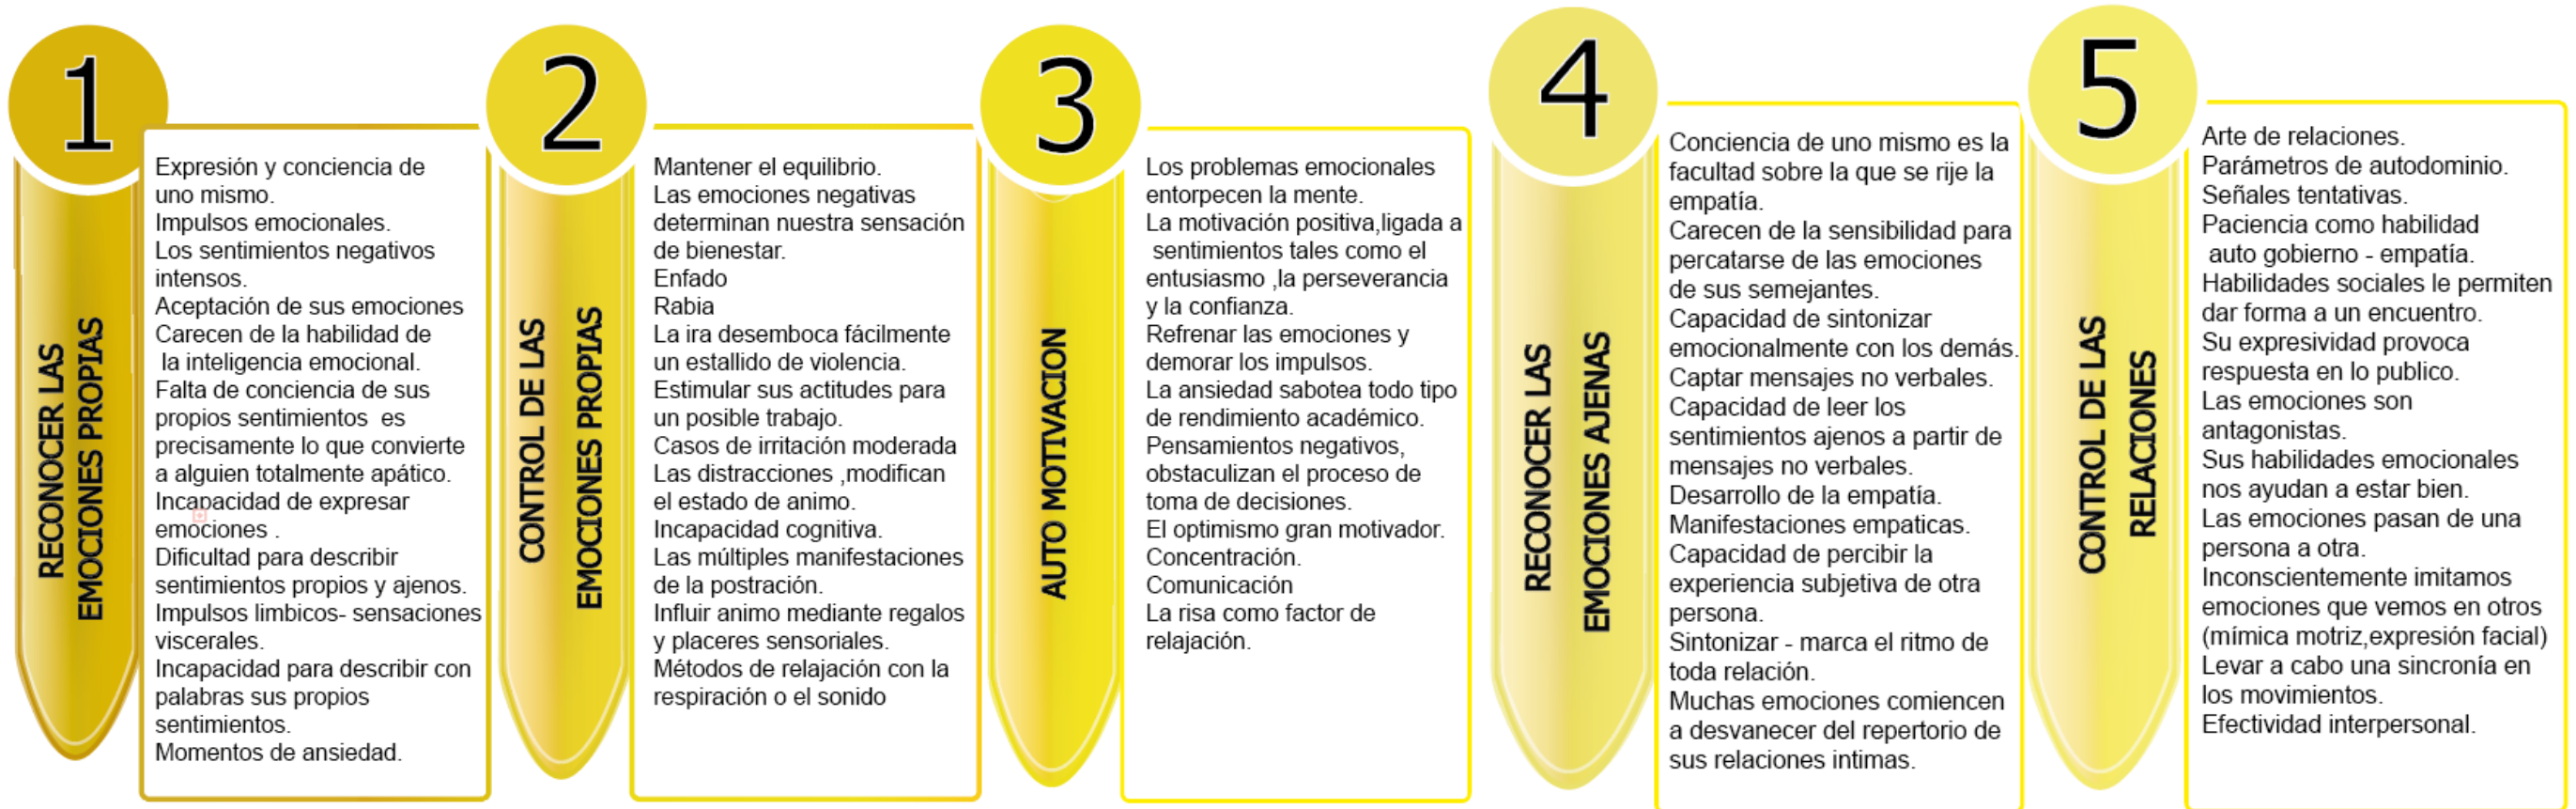 1
RECONOCER LAS
EMOCIONES PROPIAS
Expresión y conciencia de
uno mismo.
Impulsos emocionales.
Los sentimientos negativos
intensos.
Aceptación de sus emociones
Carecen de la habilidad de
la inteligencia emocional.
Falta de conciencia de sus
propios sentimientos es
precisamente lo que convierte
a alguien totalmente apático.
Incapacidad de expresar
emociones .
Dificultad para describir
sentimientos propios y ajenos.
Impulsos limbicos- sensaciones
viscerales.
Incapacidad para describir con
palabras sus propios
sentimientos.
Momentos de ansiedad.
2
CONTROL DE LAS
EMOCIONES PROPIAS
Mantener el equilibrio.
Las emociones negativas
determinan nuestra sensación
de bienestar.
Enfado
Rabia
La ira desemboca fácilmente
un estallido de violencia.
Estimular sus actitudes para
un posible trabajo.
Casos de irritación moderada
Las distracciones ,modifican
el estado de animo.
Incapacidad cognitiva.
Las múltiples manifestaciones
de la postración.
Influir animo mediante regalos
y placeres sensoriales.
Métodos de relajación con la
respiración o el sonido
3
AUTO MOTIVACION
Los problemas emocionales
entorpecen la mente.
La motivación positiva,ligada a
sentimientos tales como el
entusiasmo ,la perseverancia
y la confianza.
Refrenar las emociones y
demorar los impulsos.
La ansiedad sabotea todo tipo
de rendimiento académico.
Pensamientos negativos,
obstaculizan el proceso de
toma de decisiones.
El optimismo gran motivador.
Concentración.
Comunicación
La risa como factor de
relajación.
4
RECONOCER LAS
EMOCIONES AJENAS
Conciencia de uno mismo es la
facultad sobre la que se rije la
empatía.
Carecen de la sensibilidad para
percatarse de las emociones
de sus semejantes.
Capacidad de sintonizar
emocionalmente con los demás.
Captar mensajes no verbales.
Capacidad de leer los
sentimientos ajenos a partir de
mensajes no verbales.
Desarrollo de la empatía.
Manifestaciones empaticas.
Capacidad de percibir la
experiencia subjetiva de otra
persona.
Sintonizar - marca el ritmo de
toda relación.
Muchas emociones comiencen
a desvanecer del repertorio de
sus relaciones intimas.
5
CONTROL DE LAS
RELACIONES
Arte de relaciones.
Parámetros de autodominio.
Señales tentativas.
Paciencia como habilidad
auto gobierno - empatía.
Habilidades sociales le permiten
dar forma a un encuentro.
Su expresividad provoca
respuesta en lo publico.
Las emociones son
antagonistas.
Sus habilidades emocionales
nos ayudan a estar bien.
Las emociones pasan de una
persona a otra.
Inconscientemente imitamos
emociones que vemos en otros
(mímica motriz,expresión facial)
Levar a cabo una sincronía en
los movimientos.
Efectividad interpersonal.